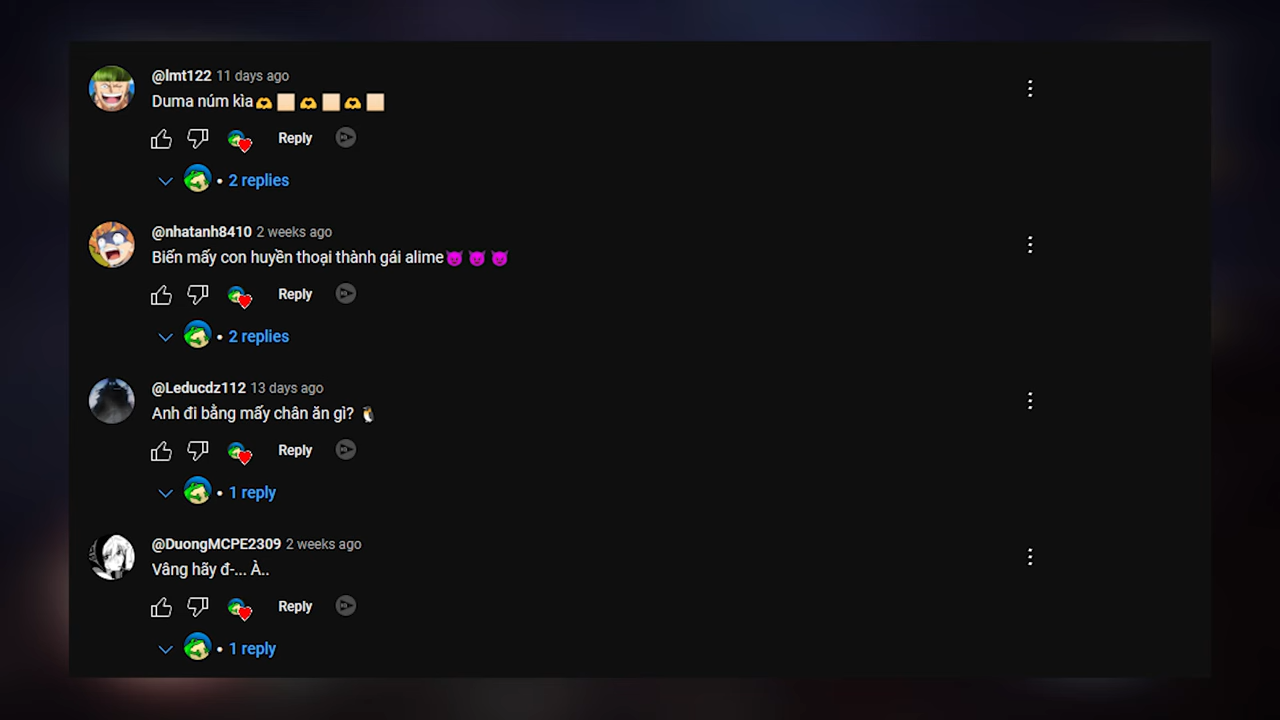 @lmt122 11 days ago
Duma núm kìa🫶🏻🫶🏻🫶🏻
Reply
• 2 replies
@nhatanh8410 2 weeks ago
Biến mấy con huyền thoại thành gái alime😈😈😈
Reply
• 2 replies
@Leducdz112 13 days ago
Anh đi bằng mấy chân ăn gì? 🐧
Reply
• 1 reply
@DuongMCPE2309 2 weeks ago
Vâng hãy đ-... À..
Reply
• 1 reply